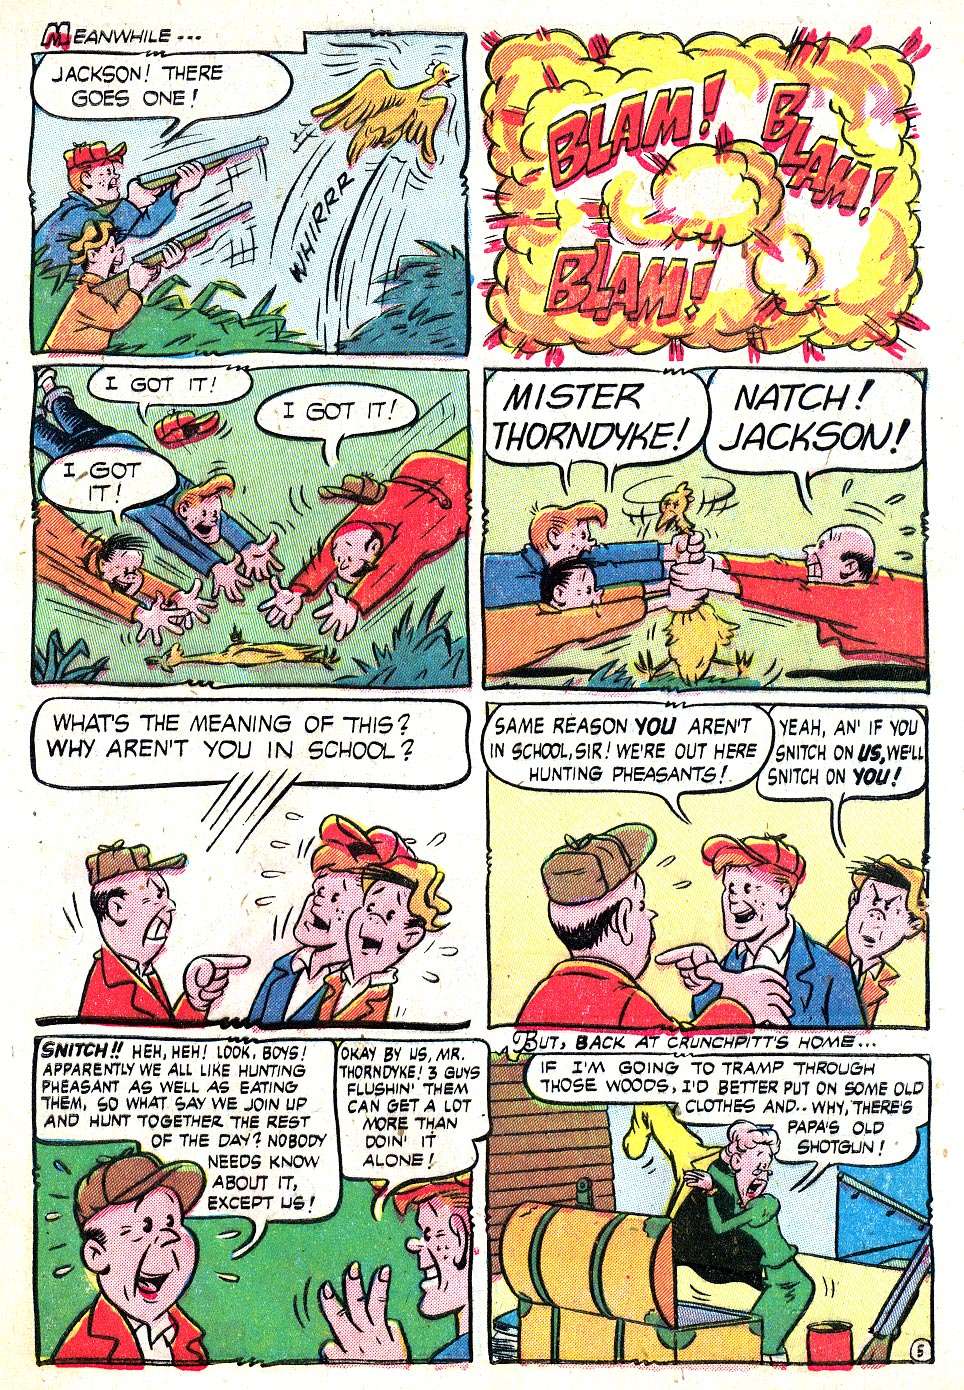 MEANWHILE ---
JACKSON! THERE
GOES ONE!
WHIRRR
BLAM!
BLAM!
BLAM!
I GOT IT!
I GOT IT!
I GOT
IT!
MISTER
THORNDYKE!
NATCH!
JACKSON!
WHAT'S THE MEANING OF THIS?
WHY AREN'T YOU IN SCHOOL?
SAME REASON YOU AREN'T
IN SCHOOL, SIR! WE'RE OUT HERE
HUNTING PHEASANTS!
YEAH, AN' IF YOU
SNITCH ON US, WE'LL
SNITCH ON YOU!
SNITCH!! HEH, HEH! LOOK, BOYS!
APPARENTLY WE ALL LIKE HUNTING
PHEASANT AS WELL AS EATING
THEM, SO WHAT SAY WE JOIN UP
AND HUNT TOGETHER THE REST
OF THE DAY? NOBODY
NEEDS KNOW
ABOUT IT,
EXCEPT US!
OKAY BY US, MR.
THORNDYKE! 3 GUYS
FLUSHIN' THEM
CAN GET A LOT
MORE THAN
DOIN' IT
ALONE!
BUT, BACK AT CRUNCHPITT'S HOME...
IF I'M GOING TO TRAMP THROUGH
THOSE WOODS, I'D BETTER PUT ON SOME OLD
CLOTHES AND.. WHY, THERE'S
PAPA'S OLD
SHOTGUN!
5